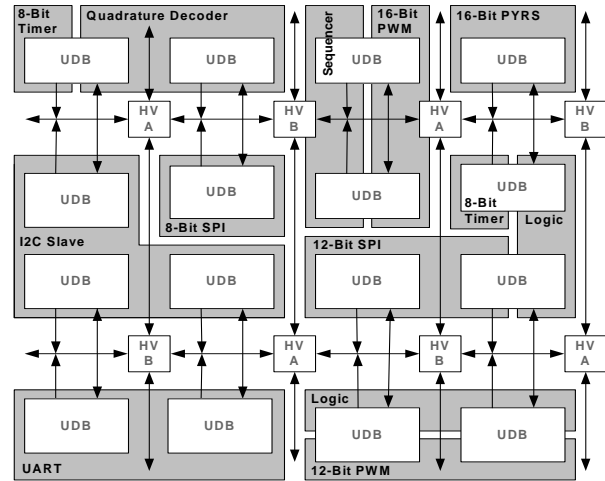 8-Bit
Timer
Quadrature Decoder
Sequencer
16-Bit
PWM
16-Bit PYRS
UDB
UDB
UDB
UDB
HV
A
HV
B
HV
A
HV
B
UDB
UDB
UDB
UDB
8-Bit
Timer
Logic
8-Bit SPI
I2C Slave
12-Bit SPI
UDB
UDB
UDB
UDB
HV
B
HV
A
HV
B
HV
A
Logic
UDB
UDB
UDB
UDB
UART
12-Bit PWM